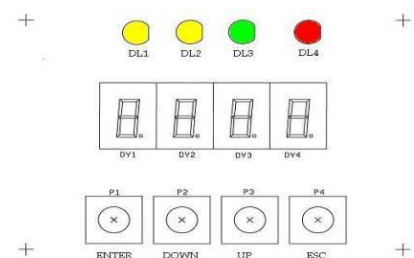 DL1 DL2 DL3 DL4
DY1 DY2 DY3 DY4
P1 P2 P3 P4
ENTER DOWN UP ESC